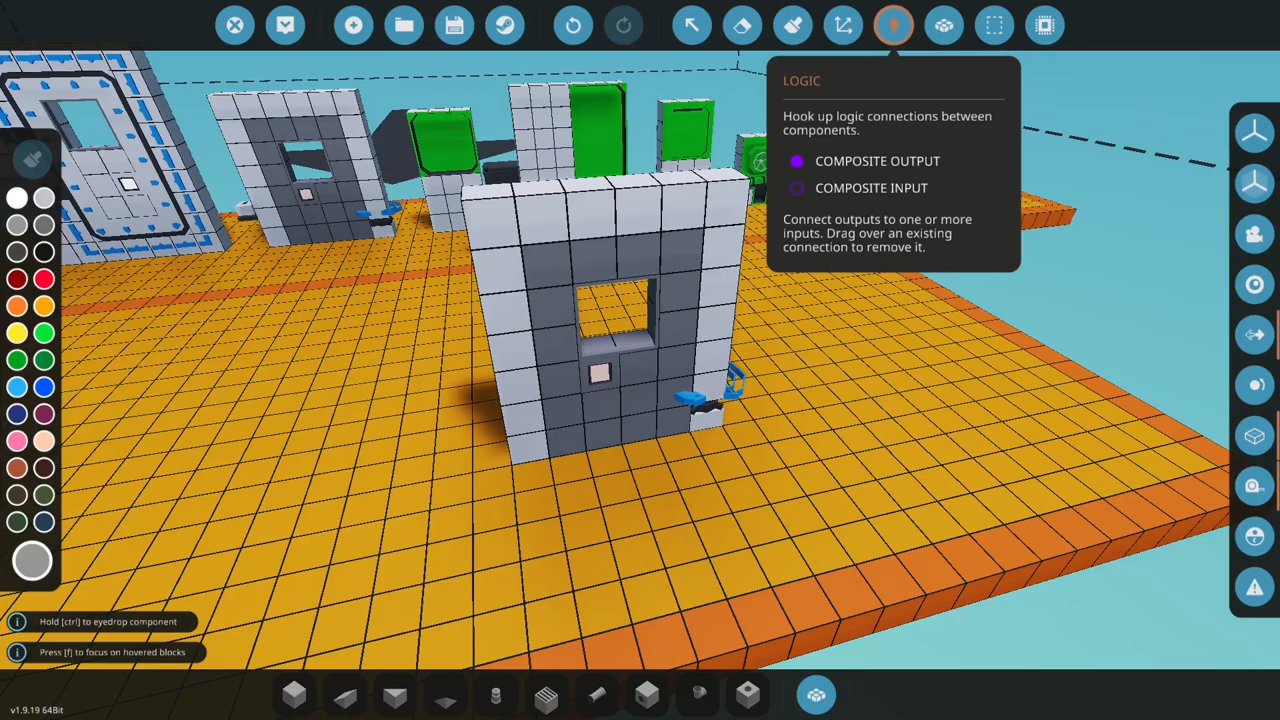 LOGIC
Hook up logic connections between
components.
COMPOSITE OUTPUT
COMPOSITE INPUT
Connect outputs to one or more
inputs. Drag over an existing
connection to remove it.
Hold [ctrl] to eyedrop component
Press [f] to focus on hovered blocks
v1.9.19 64Bit